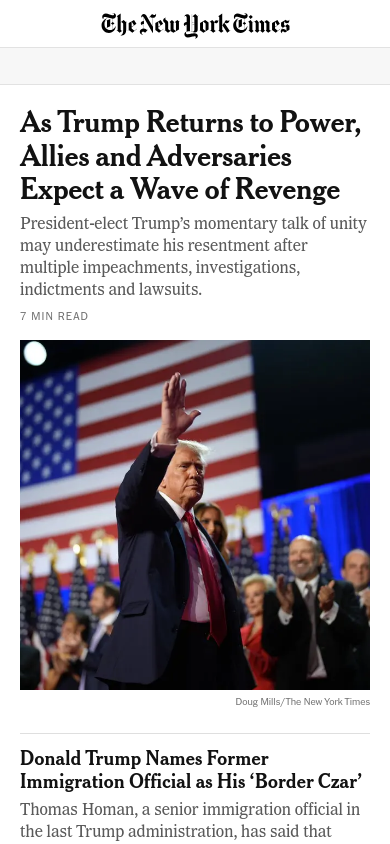 The New York Times
As Trump Returns to Power,
Allies and Adversaries
Expect a Wave of Revenge
President-elect Trump’s momentary talk of unity
may underestimate his resentment after
multiple impeachments, investigations,
indictments and lawsuits.
7 MIN READ
Doug Mills/The New York Times
Donald Trump Names Former
Immigration Official as His ‘Border Czar’
Thomas Homan, a senior immigration official in
the last Trump administration, has said that